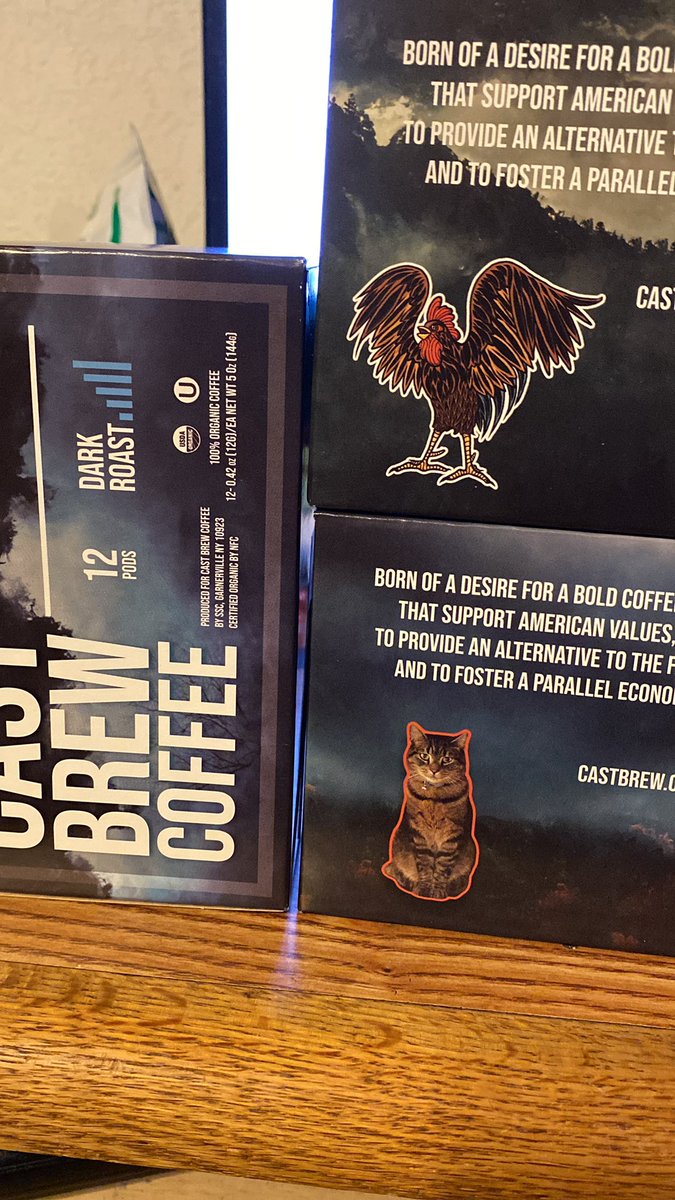 CAST
BREW
COFFEE
12
PODS
DARK
ROAST
PRODUCED FOR CAST BREW COFFEE
BY SSC, GARNERVILLE NY 10923
CERTIFIED ORGANIC BY NFC
USDA
ORGANIC
U
100% ORGANIC COFFEE
12- 0.42 oz (12G)/EA NET WT 5 Oz (144G)
BORN OF A DESIRE FOR A BOL
THAT SUPPORT AMERICAN
TO PROVIDE AN ALTERNATIVE T
AND TO FOSTER A PARALLEL
CAST
BORN OF A DESIRE FOR A BOLD COFFE
THAT SUPPORT AMERICAN VALUES,
TO PROVIDE AN ALTERNATIVE TO THE F
AND TO FOSTER A PARALLEL ECONO
CASTBREW.C